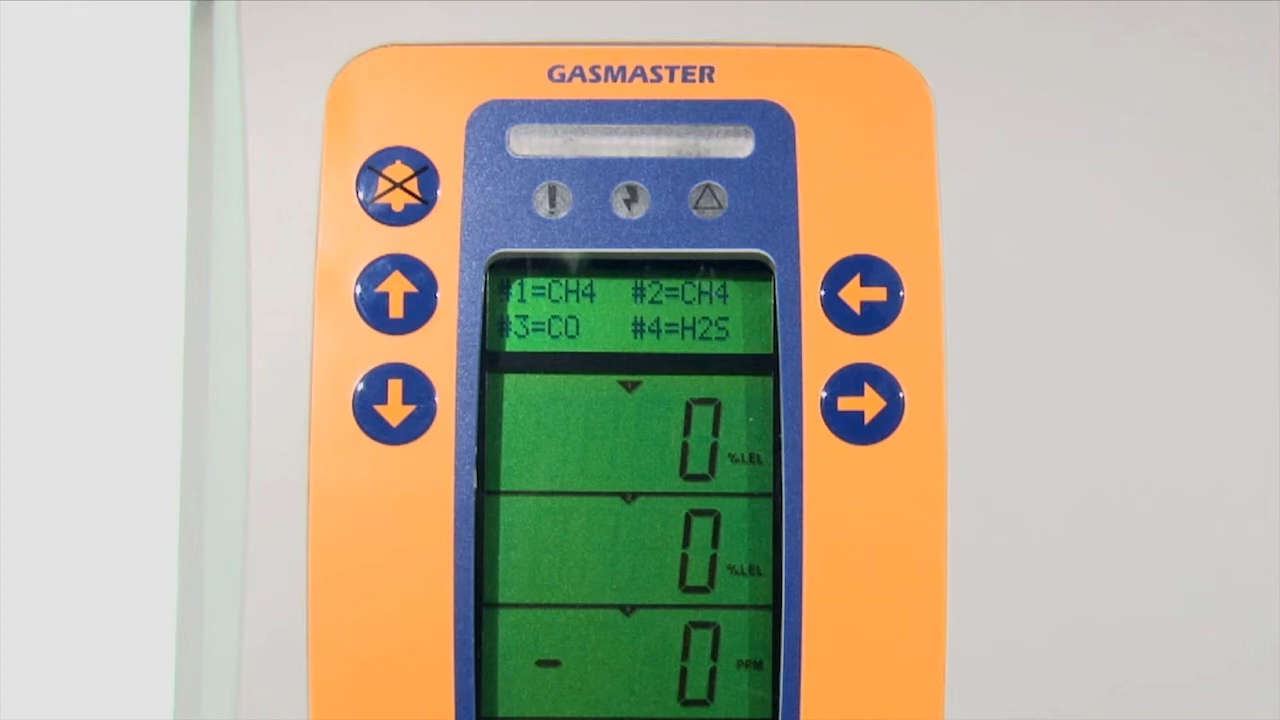 GASMASTER
#1=CH4 #2=CH4
#3=CO #4=H2S
0 %LEL
0 %LEL
- 0 PPM